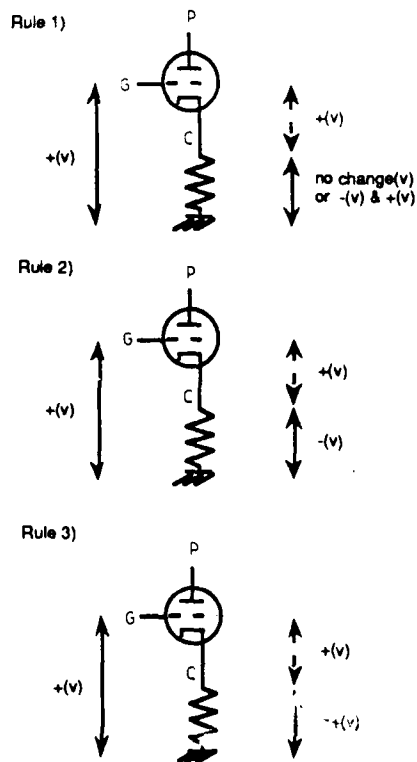 Rule 1)
P
G
+(v)
C
+(v)
no change(v)
or -(v) & +(v)
Rule 2)
P
G
+(v)
C
+(v)
-(v)
Rule 3)
P
G
+(v)
C
+(v)
-+(v)